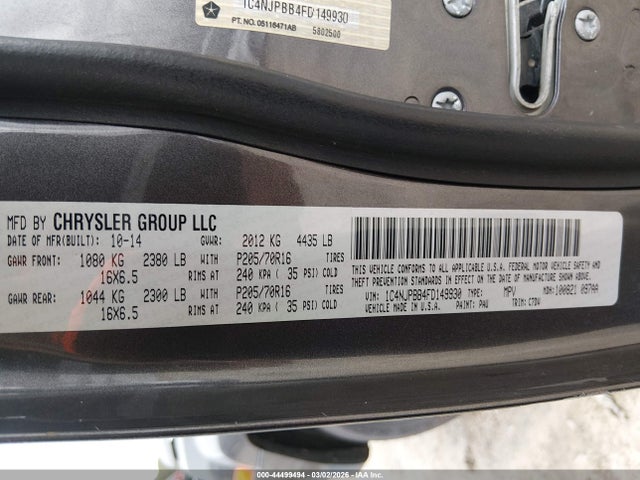 1C4NJPBB4FD149930
PT. NO. 05116471AB 5802500
MFD BY CHRYSLER GROUP LLC
DATE OF MFR(BUILT): 10-14 GVWR: 2012 KG 4435 LB
GAWR FRONT: 1080 KG 2380 LB WITH P205/70R16 TIRES
16X6.5 RIMS AT 240 KPA ( 35 PSI) COLD
GAWR REAR: 1044 KG 2300 LB WITH P205/70R16 TIRES
16X6.5 RIMS AT 240 KPA ( 35 PSI) COLD
THIS VEHICLE CONFORMS TO ALL APPLICABLE U.S.A. FEDERAL MOTOR VEHICLE SAFETY AND
THEFT PREVENTION STANDARDS IN EFFECT ON THE DATE OF MANUFACTURE SHOWN ABOVE.
VIN: 1C4NJPBB4FD149930 TYPE: MPV MDH: 100821 097AA
VEHICLE MADE IN U.S.A. PAINT: PAU TRIM: C7DV
000-44499494 03/02/2026 IAAI.COM